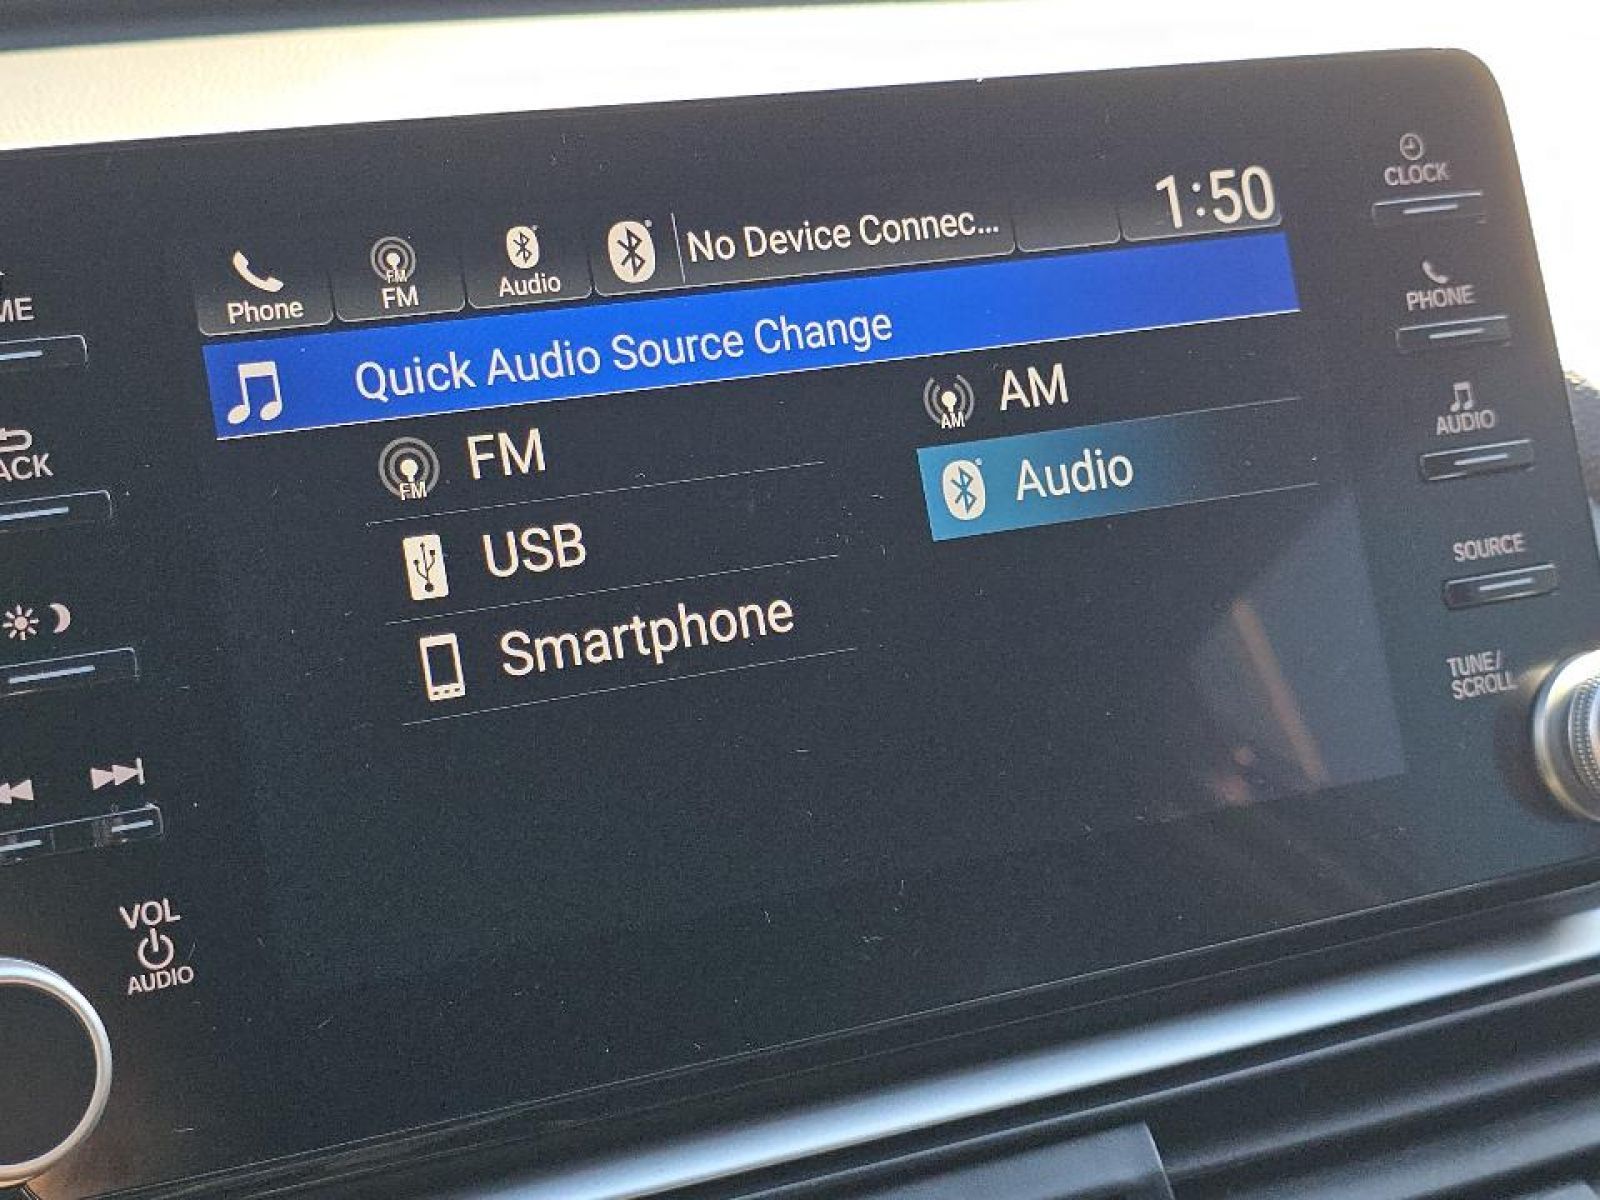 1:50
No Device Connec...
Phone
FM
FM
Audio
Quick Audio Source Change
FM
FM
AM
AM
USB
Audio
Smartphone
ME
ACK
VOL
AUDIO
CLOCK
PHONE
AUDIO
SOURCE
TUNE/
SCROLL